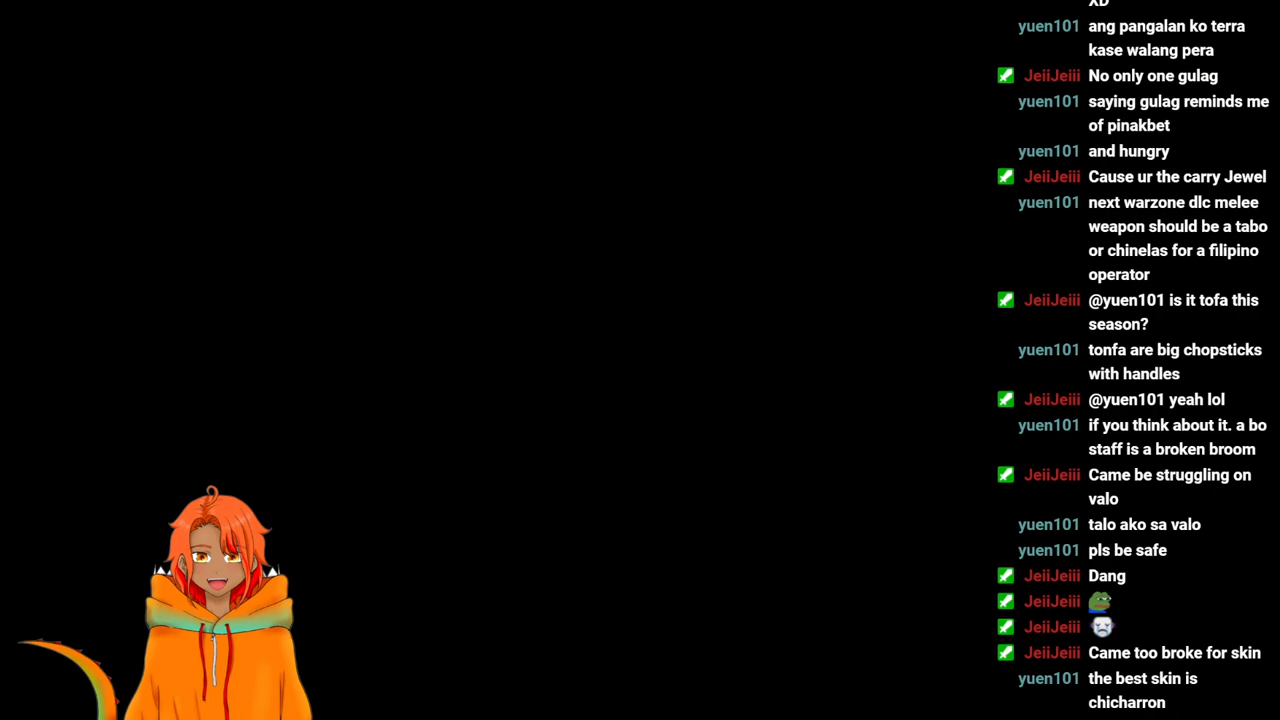 XD
yuen101 ang pangalan ko terra
kase walang pera
JeiiJeiii No only one gulag
yuen101 saying gulag reminds me
of pinakbet
yuen101 and hungry
JeiiJeiii Cause ur the carry Jewel
yuen101 next warzone dlc melee
weapon should be a tabo
or chinelas for a filipino
operator
JeiiJeiii @yuen101 is it tofa this
season?
yuen101 tonfa are big chopsticks
with handles
JeiiJeiii @yuen101 yeah lol
yuen101 if you think about it. a bo
staff is a broken broom
JeiiJeiii Came be struggling on
valo
yuen101 talo ako sa valo
yuen101 pls be safe
JeiiJeiii Dang
JeiiJeiii
JeiiJeiii
JeiiJeiii Came too broke for skin
yuen101 the best skin is
chicharron